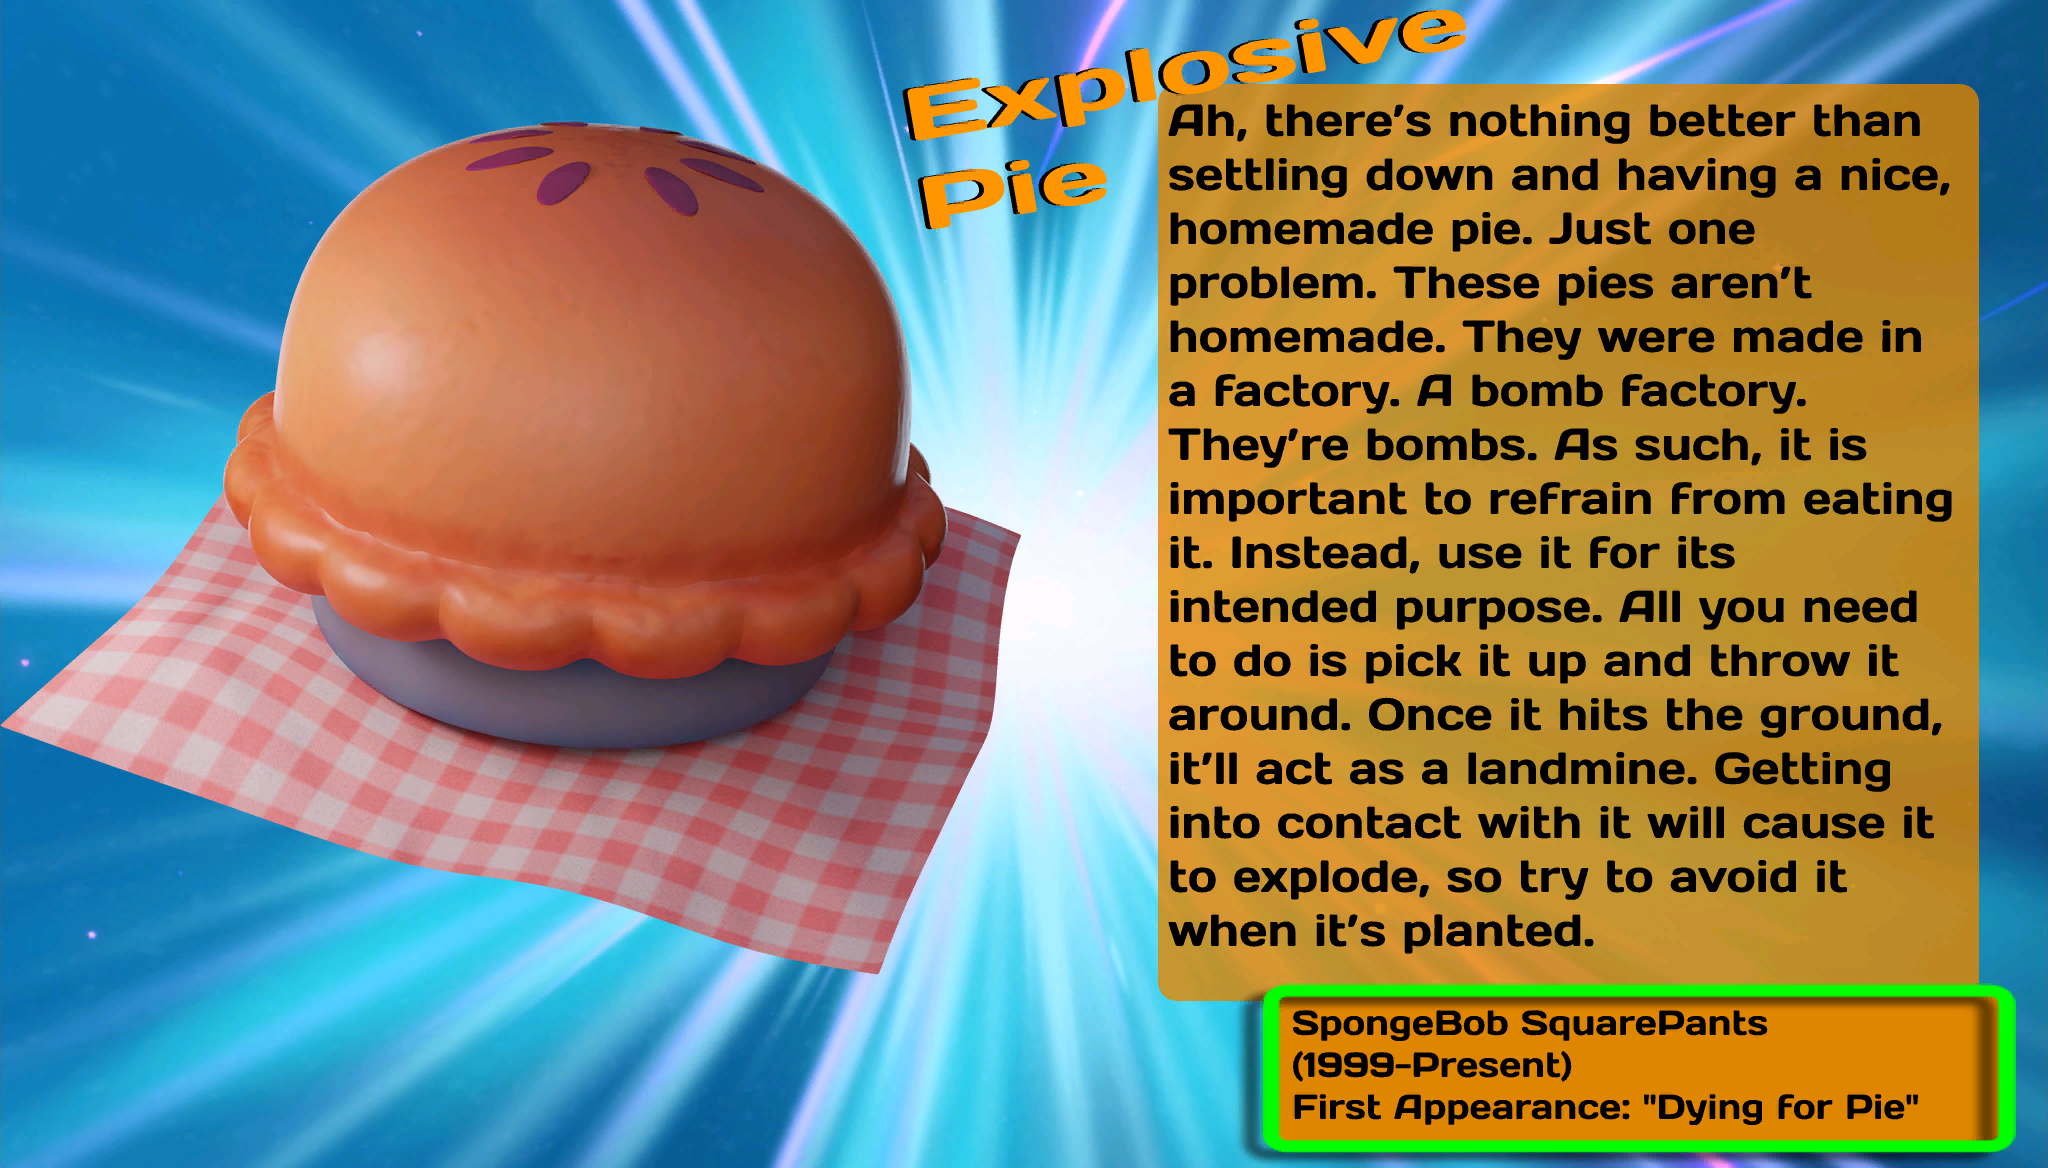 Explosive
Pie
Ah, there's nothing better than
settling down and having a nice,
homemade pie. Just one
problem. These pies aren't
homemade. They were made in
a factory. A bomb factory.
They're bombs. As such, it is
important to refrain from eating
it. Instead, use it for its
intended purpose. All you need
to do is pick it up and throw it
around. Once it hits the ground,
it'll act as a landmine. Getting
into contact with it will cause it
to explode, so try to avoid it
when it's planted.
SpongeBob SquarePants
(1999-Present)
First Appearance: "Dying for Pie"